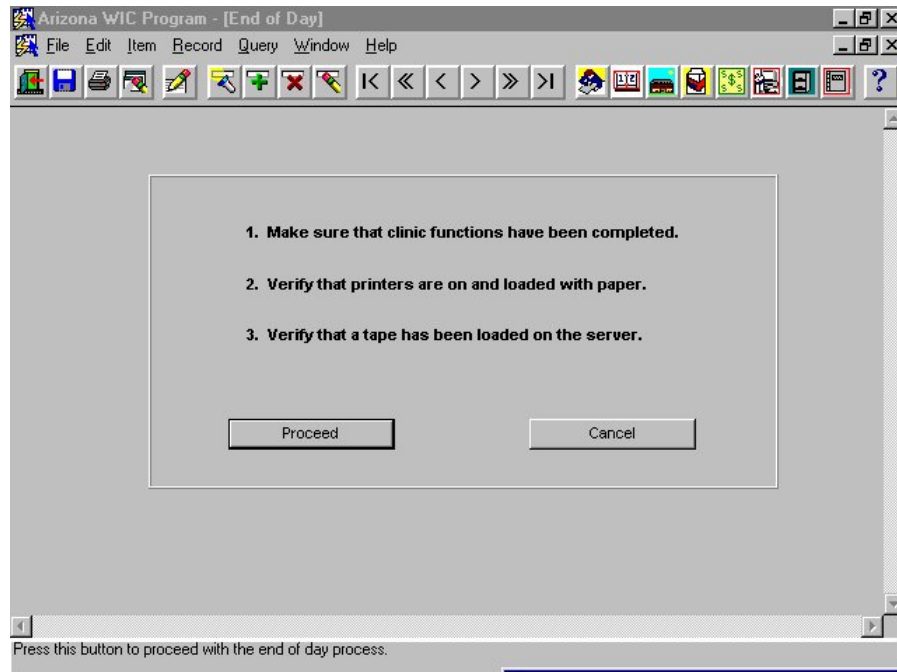 Arizona WIC Program - [End of Day]
File Edit Item Record Query Window Help
1. Make sure that clinic functions have been completed.
2. Verify that printers are on and loaded with paper.
3. Verify that a tape has been loaded on the server.
Proceed Cancel
Press this button to proceed with the end of day process.